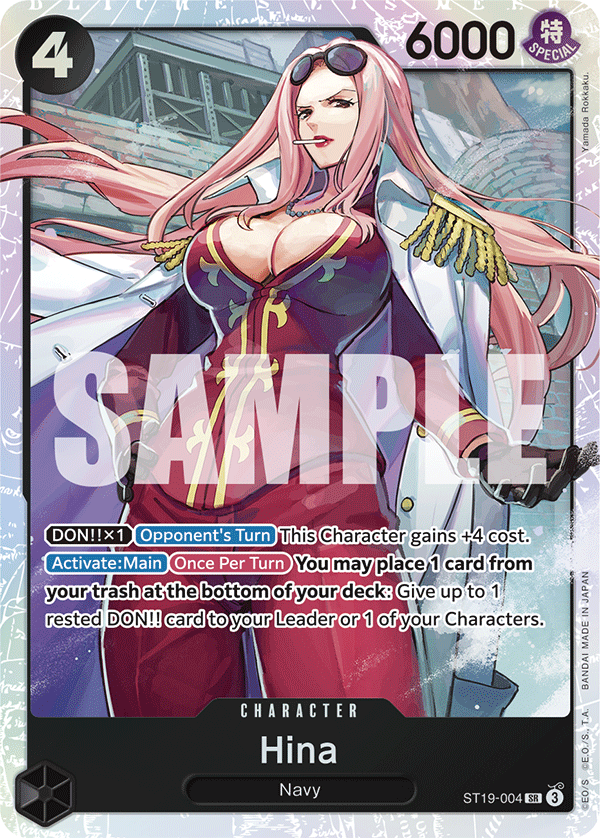 4
6000
特
SPECIAL
Yamada Rokkaku.
SAMPLE
DON!!×1 Opponent's Turn This Character gains +4 cost.
Activate:Main Once Per Turn You may place 1 card from
your trash at the bottom of your deck: Give up to 1
rested DON!! card to your Leader or 1 of your Characters.
CHARACTER
Hina
Navy
ST19-004 SR 3
©EO/S ©E.O./S, T.A. BANDAI MADE IN JAPAN